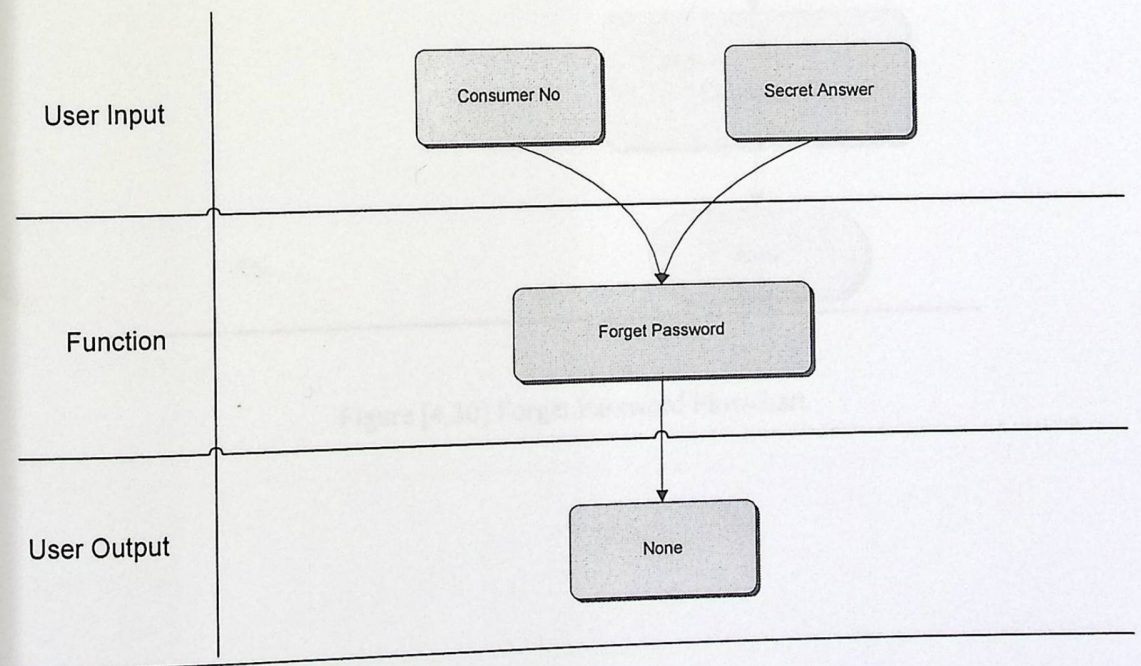 User Input
Consumer No
Secret Answer
Function
Forget Password
User Output
None